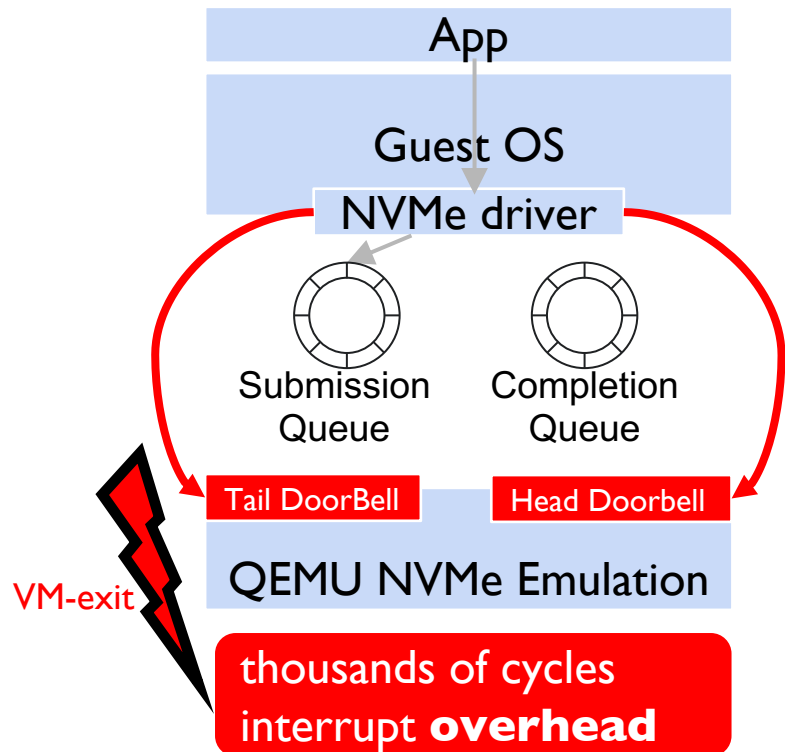 App
Guest OS
NVMe driver
Submission
Queue
Completion
Queue
Tail DoorBell
Head Doorbell
QEMU NVMe Emulation
VM-exit
thousands of cycles
interrupt overhead